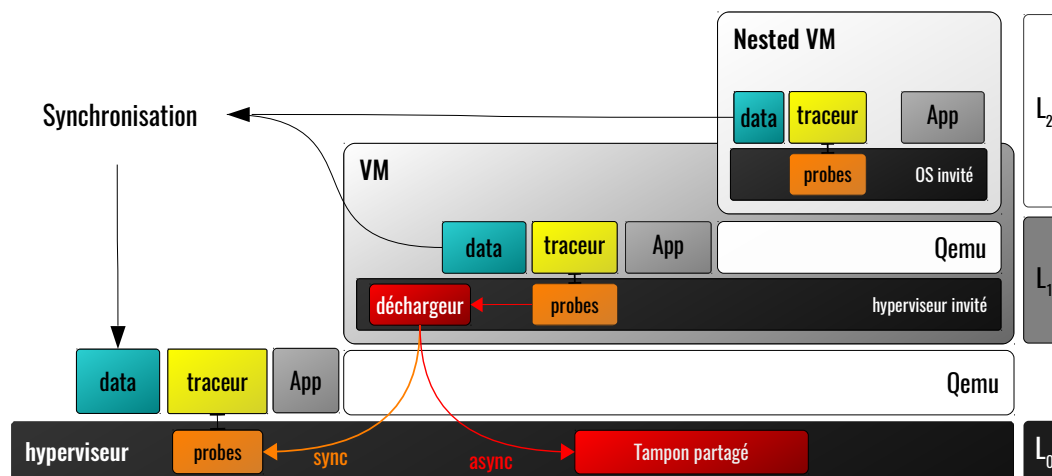 Nested VM
Synchronisation
data
traceur
App
L2
probes
OS invité
VM
data
traceur
App
Qemu
L1
déchargeur
probes
hyperviseur invité
data
traceur
App
Qemu
hyperviseur
probes
sync
async
Tampon partagé
L0